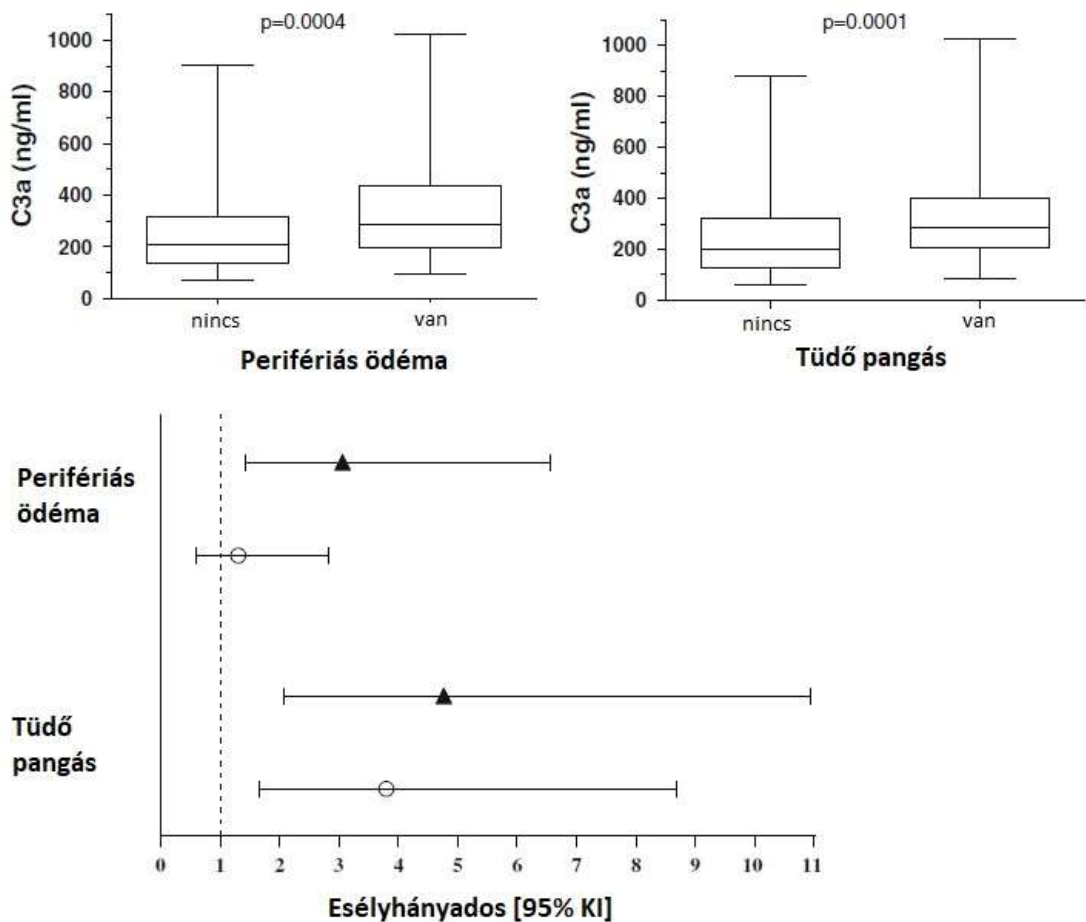 p=0.0004
C3a (ng/ml)
1000
800
600
400
200
0
nincs van
Perifériás ödéma
p=0.0001
C3a (ng/ml)
1000
800
600
400
200
0
nincs van
Tüdő pangás
Perifériás
ödéma
Tüdő
pangás
0 1 2 3 4 5 6 7 8 9 10 11
Esélyhányados [95% KI]